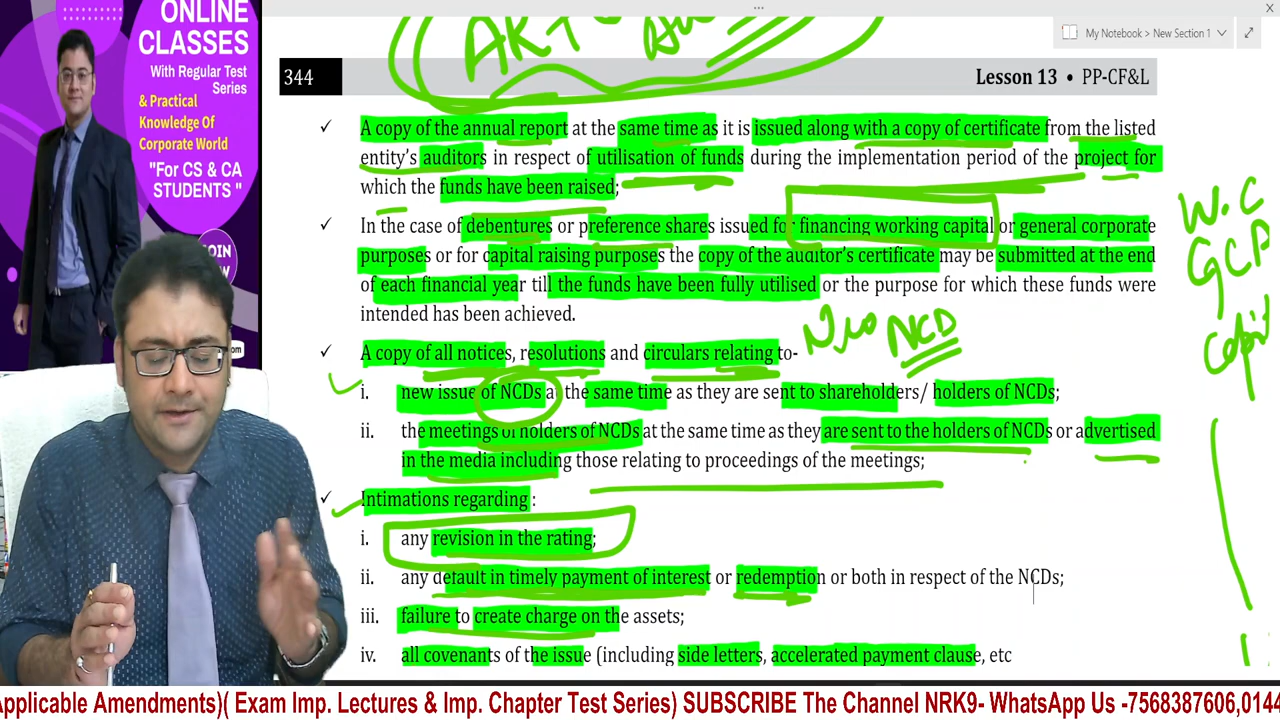 ONLINE
CLASSES
With Regular Test
Series
& Practical
Knowledge Of
Corporate World
"For CS & CA
STUDENTS "
My Notebook > New Section 1
344
Lesson 13 • PP-CF&L
✓ A copy of the annual report at the same time as it is issued along with a copy of certificate from the listed
entity's auditors in respect of utilisation of funds during the implementation period of the project for
which the funds have been raised;
✓ In the case of debentures or preference shares issued for financing working capital or general corporate
purposes or for capital raising purposes the copy of the auditor's certificate may be submitted at the end
of each financial year till the funds have been fully utilised or the purpose for which these funds were
intended has been achieved.
W.C
GCP
NCD
✓ A copy of all notices, resolutions and circulars relating to-
i. new issue of NCDs at the same time as they are sent to shareholders/ holders of NCDs;
ii. the meetings of holders of NCDs at the same time as they are sent to the holders of NCDs or advertised
in the media including those relating to proceedings of the meetings;
✓ Intimations regarding :
i. any revision in the rating;
ii. any default in timely payment of interest or redemption or both in respect of the NCDs;
iii. failure to create charge on the assets;
iv. all covenants of the issue (including side letters, accelerated payment clause, etc
Applicable Amendments)( Exam Imp. Lectures & Imp. Chapter Test Series) SUBSCRIBE The Channel NRK9- WhatsApp Us -7568387606,0144